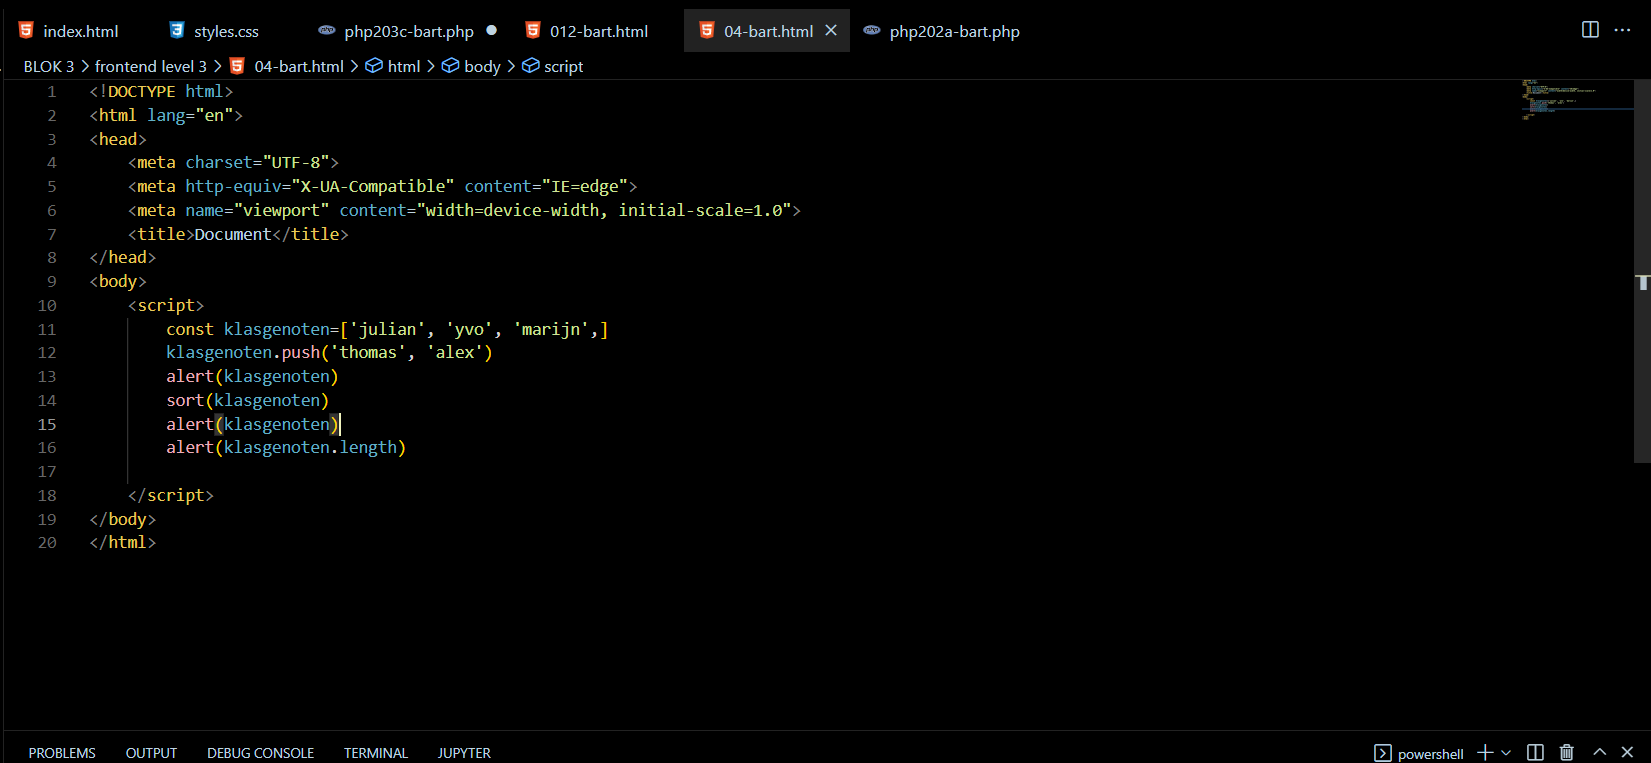 index.html styles.css php203c-bart.php 012-bart.html 04-bart.html php202a-bart.php
BLOK 3 > frontend level 3 > 04-bart.html > html > body > script
1 <!DOCTYPE html>
2 <html lang="en">
3 <head>
4 <meta charset="UTF-8">
5 <meta http-equiv="X-UA-Compatible" content="IE=edge">
6 <meta name="viewport" content="width=device-width, initial-scale=1.0">
7 <title>Document</title>
8 </head>
9 <body>
10 <script>
11 const klasgenoten=['julian', 'yvo', 'marijn',]
12 klasgenoten.push('thomas', 'alex')
13 alert(klasgenoten)
14 sort(klasgenoten)
15 alert(klasgenoten)
16 alert(klasgenoten.length)
17
18 </script>
19 </body>
20 </html>
PROBLEMS OUTPUT DEBUG CONSOLE TERMINAL JUPYTER powershell